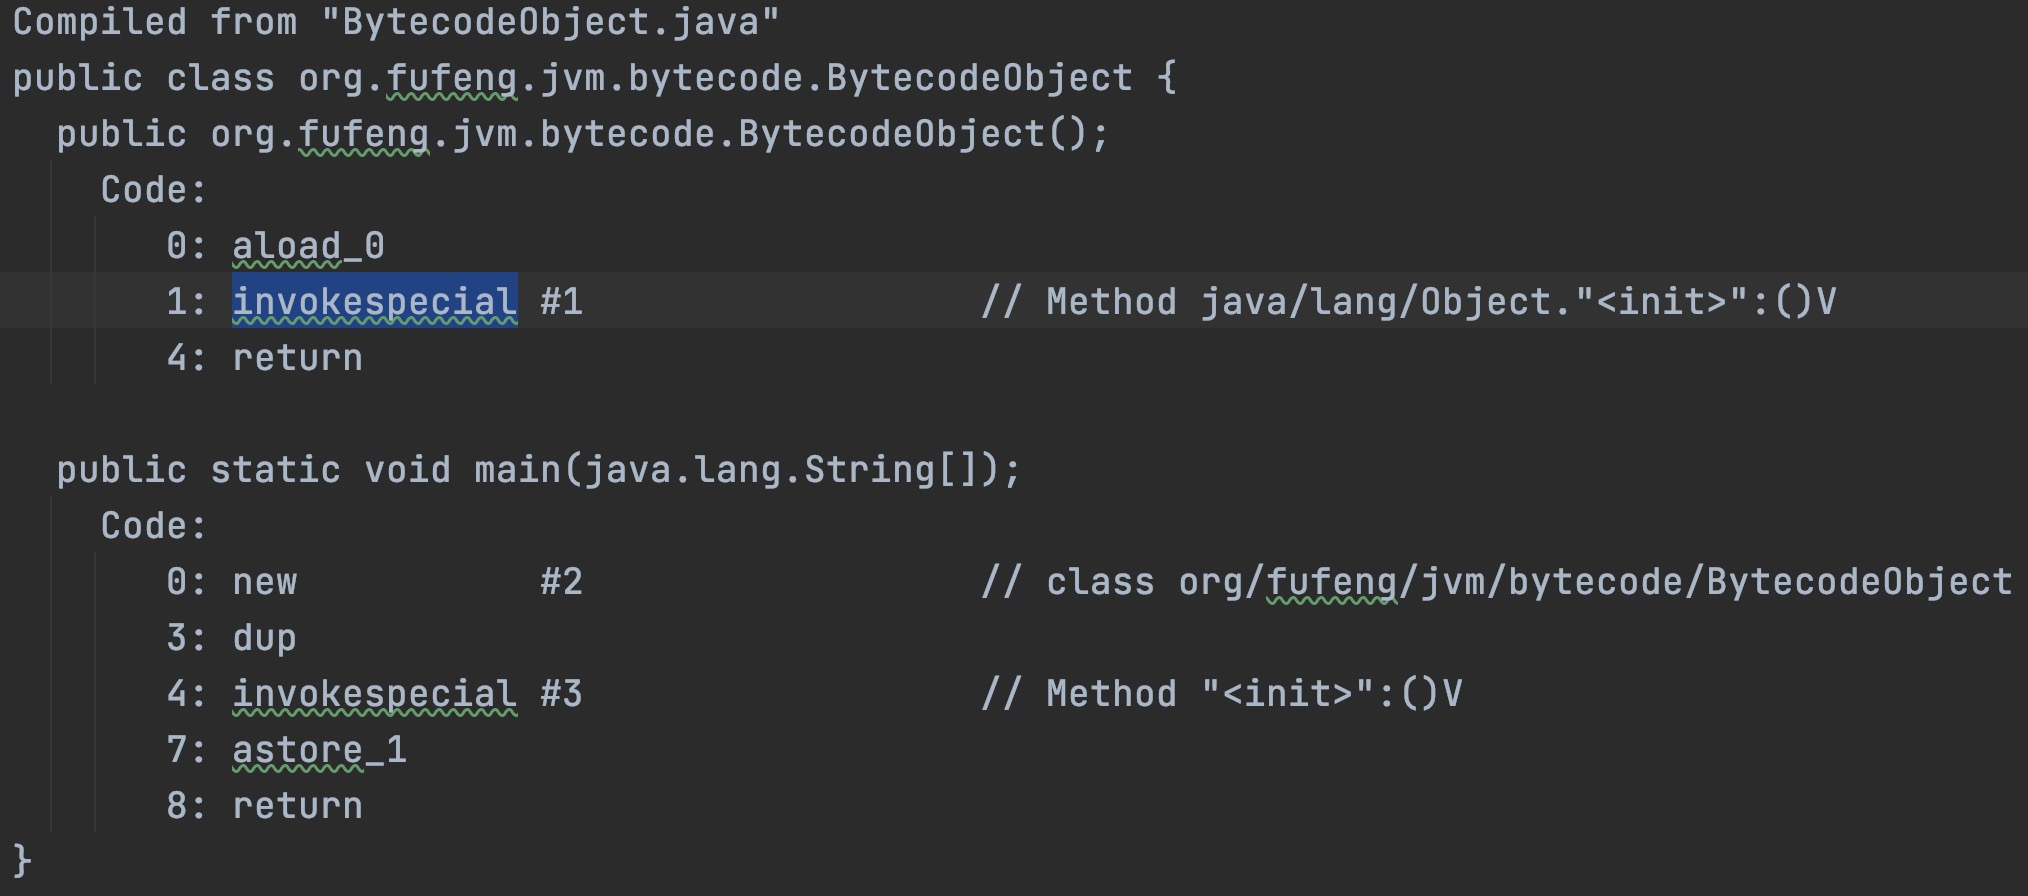 Compiled from "BytecodeObject.java"
public class org.fufeng.jvm.bytecode.BytecodeObject {
  public org.fufeng.jvm.bytecode.BytecodeObject();
    Code:
       0: aload_0
       1: invokespecial #1                  // Method java/lang/Object."<init>":()V
       4: return

  public static void main(java.lang.String[]);
    Code:
       0: new           #2                  // class org/fufeng/jvm/bytecode/BytecodeObject
       3: dup
       4: invokespecial #3                  // Method "<init>":()V
       7: astore_1
       8: return
}